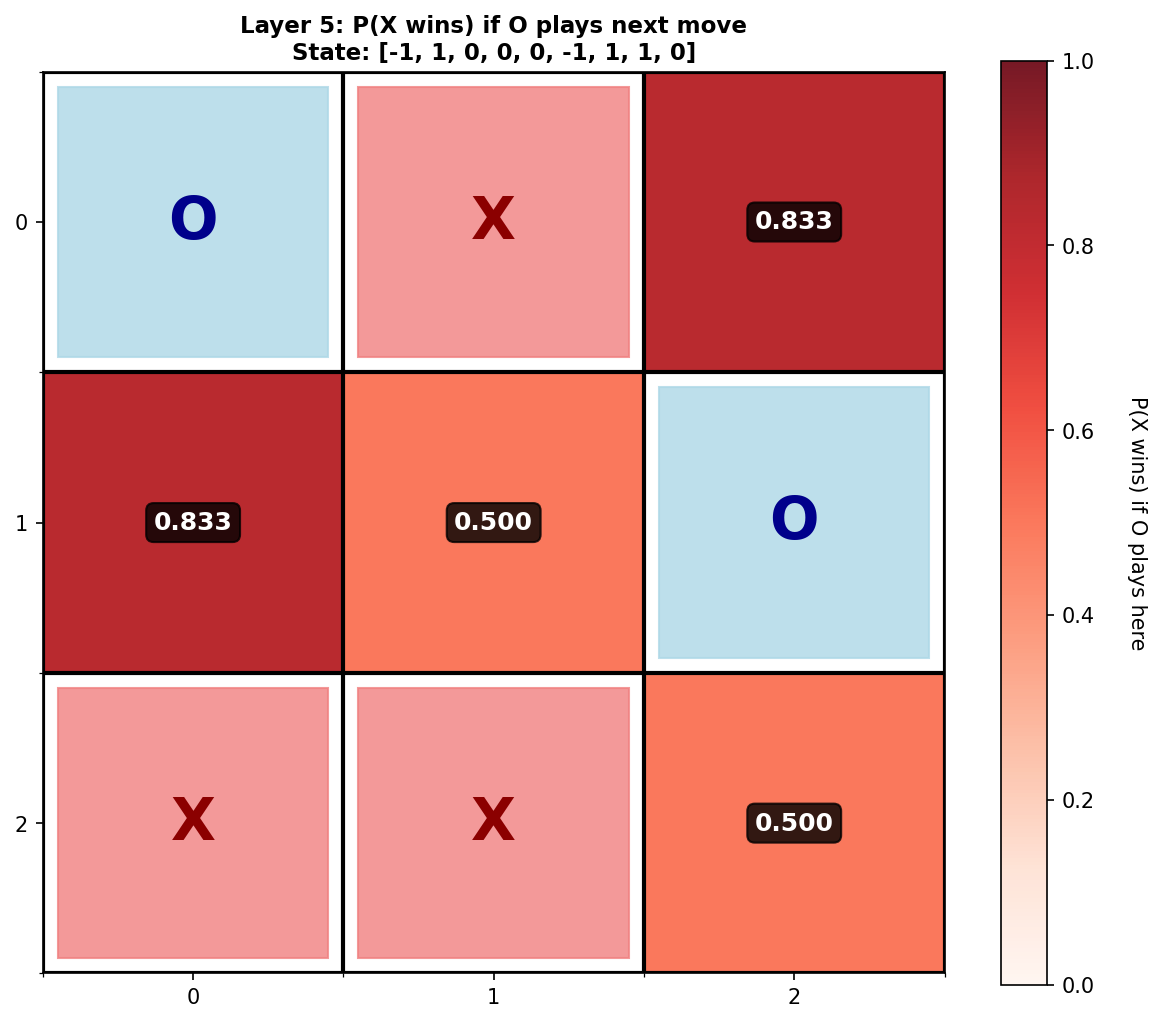 Layer 5: P(X wins) if O plays next move
State: [-1, 1, 0, 0, 0, -1, 1, 1, 0]
0
O
X
0.833
1
0.833
0.500
O
2
X
X
0.500
0
1
2
1.0
0.8
0.6
0.4
0.2
0.0
P(X wins) if O plays here